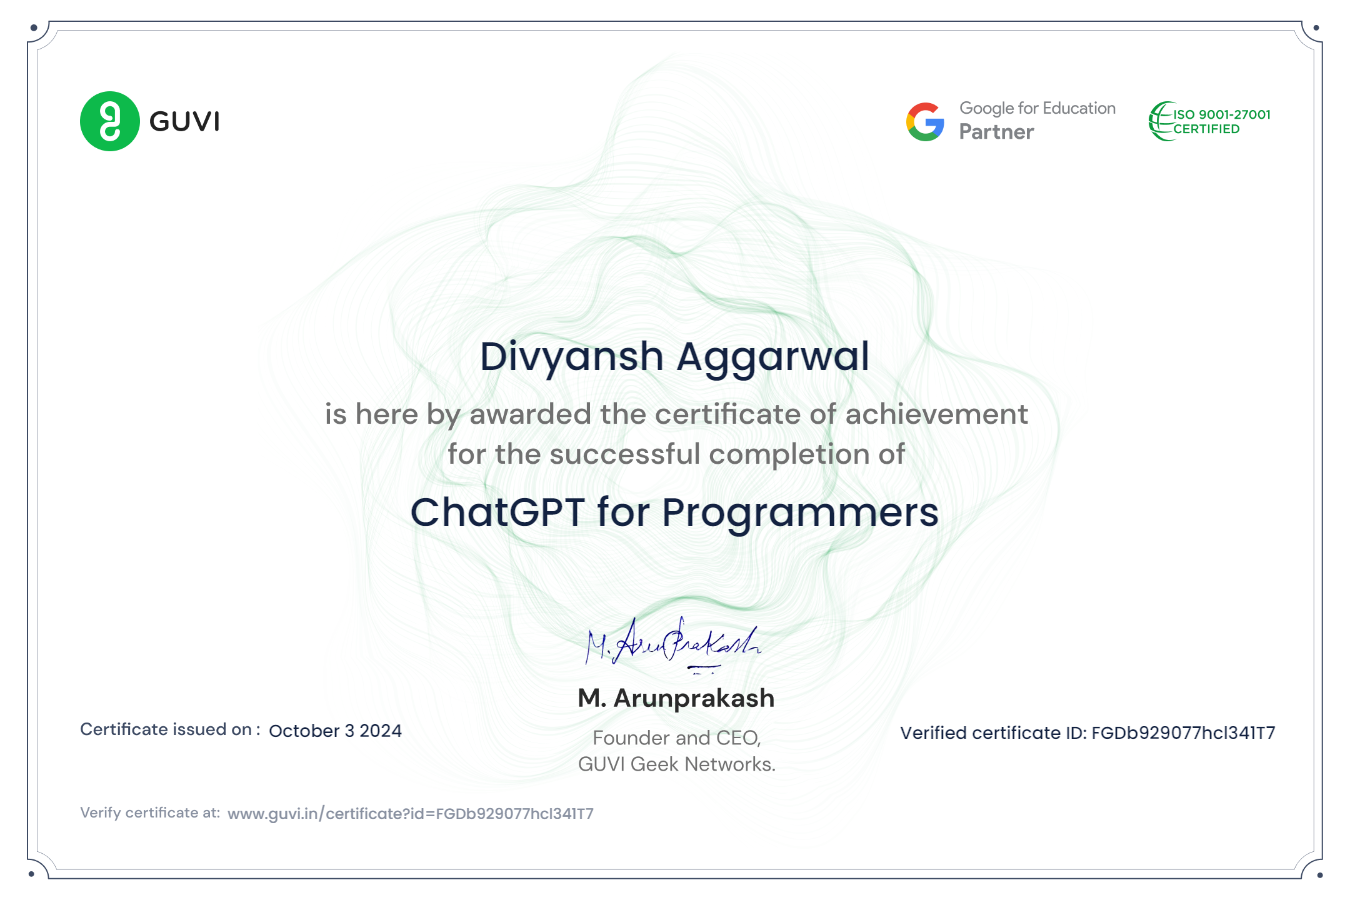 GUVI
Google for Education
Partner
ISO 9001-27001
CERTIFIED
Divyansh Aggarwal
is here by awarded the certificate of achievement
for the successful completion of
ChatGPT for Programmers
M. Arunprakash
M. Arunprakash
Founder and CEO,
GUVI Geek Networks.
Certificate issued on : October 3 2024
Verified certificate ID: FGDb929077hcl341T7
Verify certificate at: www.guvi.in/certificate?id=FGDb929077hcl341T7